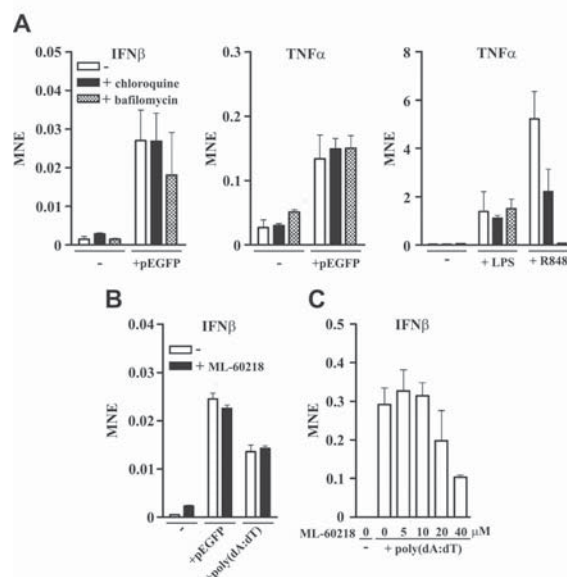 A
IFNβ
TNFα
TNFα
MNE
0.05
0.04
0.03
0.02
0.01
0
-
+ chloroquine
+ bafilomycin
-
+pEGFP
MNE
0.3
0.2
0.1
0
-
+pEGFP
MNE
8
6
4
2
0
-
+ LPS
+ R848
B
IFNβ
MNE
0.04
0.03
0.02
0.01
0
-
+ ML-60218
-
+pEGFP
+poly(dA:dT)
C
IFNβ
MNE
0.5
0.4
0.3
0.2
0.1
0
ML-60218 0 0 5 10 20 40 μM
- + poly(dA:dT)